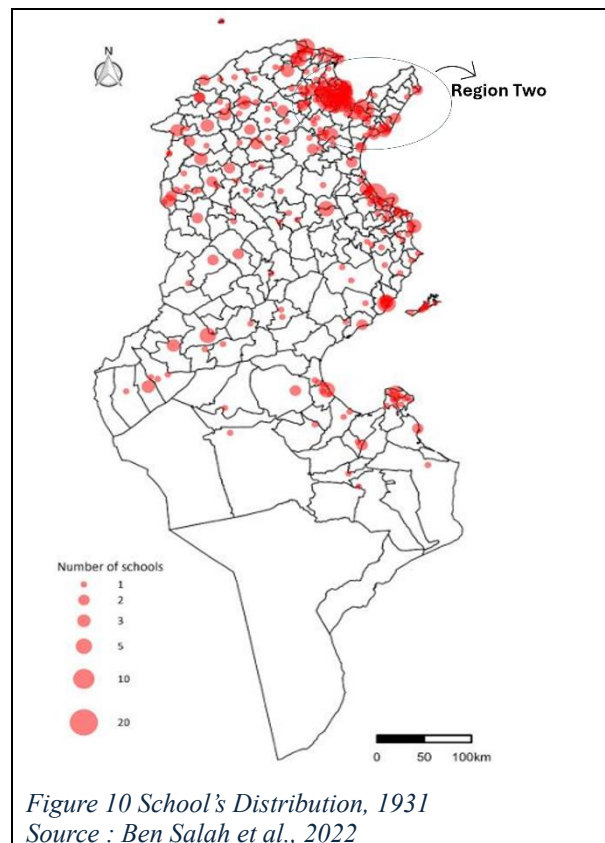 N
Region Two
Number of schools
1
2
3
5
10
20
0 50 100km
Figure 10 School’s Distribution, 1931
Source : Ben Salah et al., 2022